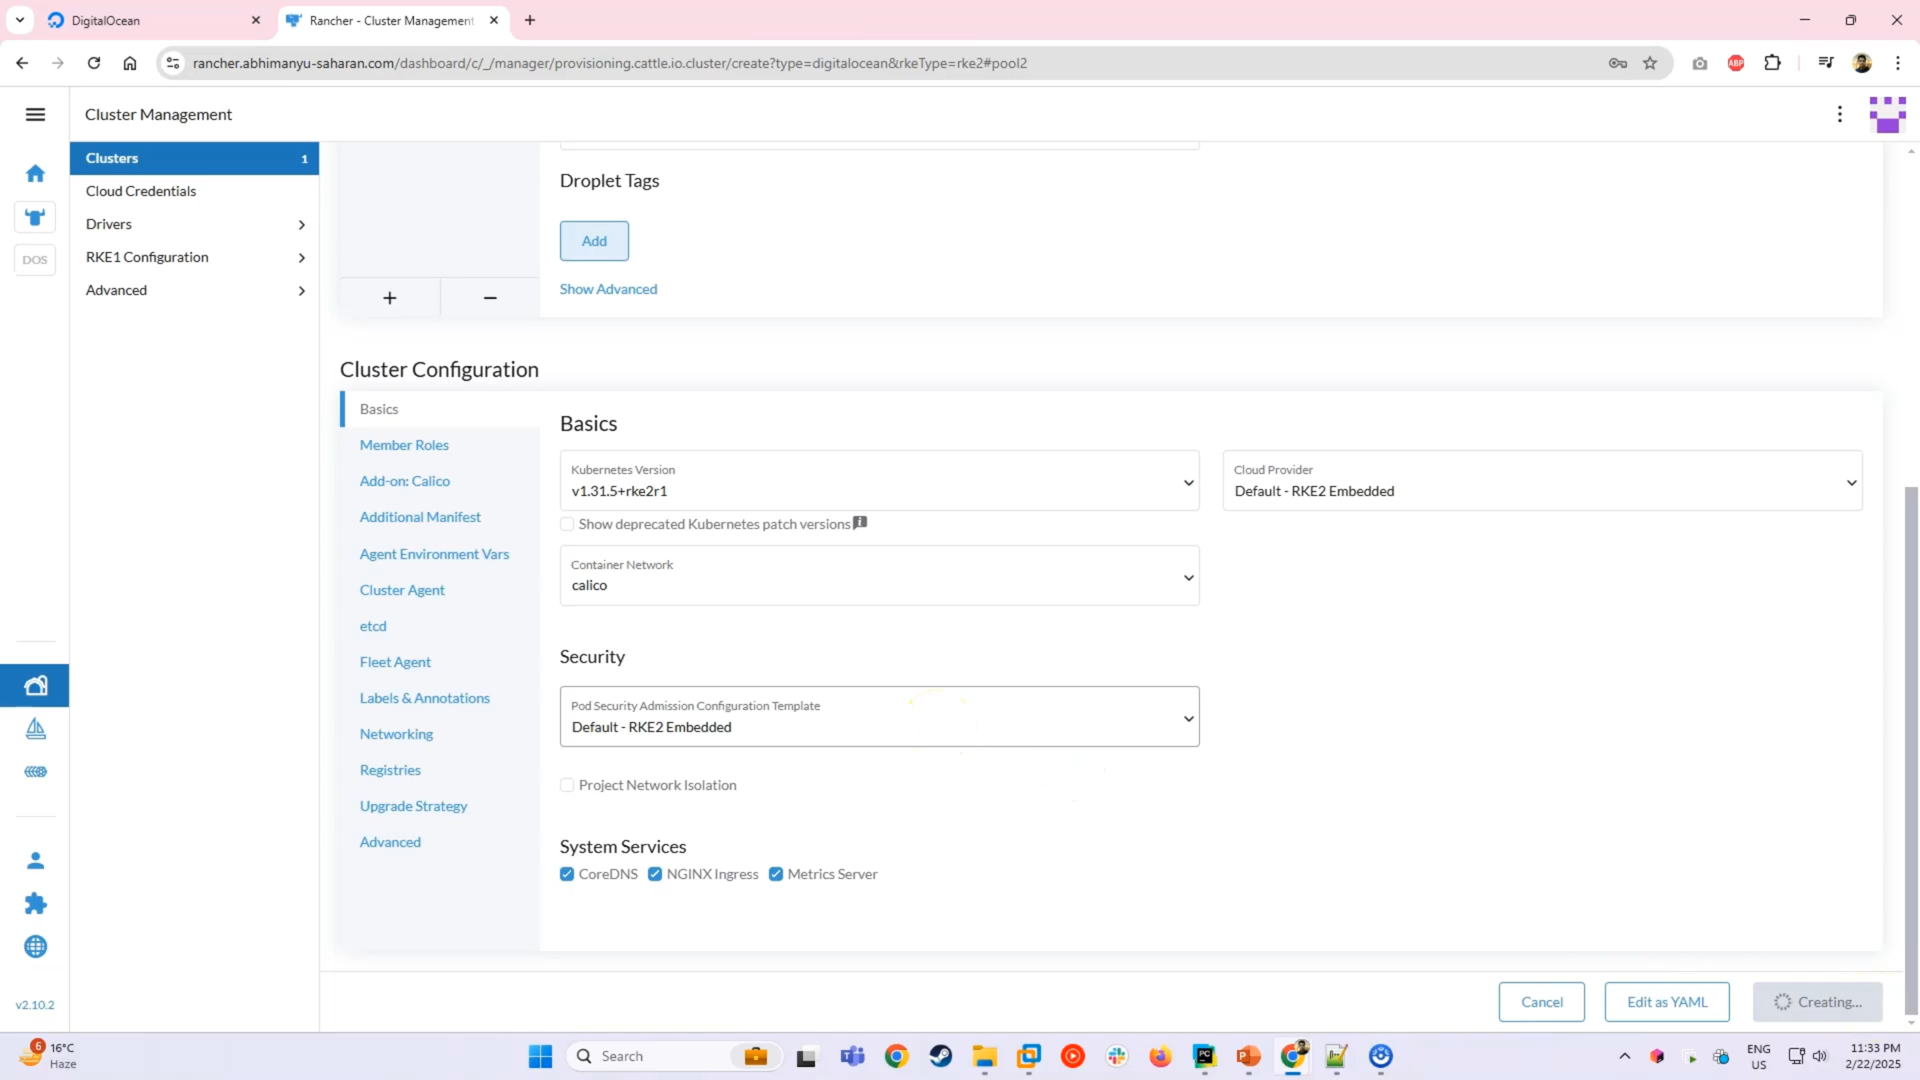 DigitalOcean
Rancher - Cluster Management
rancher.abhimanyu-saharan.com/dashboard/c/_/manager/provisioning.cattle.io.cluster/create?type=digitalocean&rkeType=rke2#pool2
ABP
Cluster Management
Clusters 1
Cloud Credentials
Drivers
DOS
RKE1 Configuration
Advanced
Droplet Tags
Add
Show Advanced
+ −
Cluster Configuration
Basics
Member Roles
Add-on: Calico
Additional Manifest
Agent Environment Vars
Cluster Agent
etcd
Fleet Agent
Labels & Annotations
Networking
Registries
Upgrade Strategy
Advanced
Basics
Kubernetes Version
v1.31.5+rke2r1
Cloud Provider
Default - RKE2 Embedded
Show deprecated Kubernetes patch versions
Container Network
calico
Security
Pod Security Admission Configuration Template
Default - RKE2 Embedded
Project Network Isolation
System Services
CoreDNS NGINX Ingress Metrics Server
v2.10.2
Cancel
Edit as YAML
Creating...
6
16°C
Haze
Search
PC
ENG
US
11:33 PM
2/22/2025